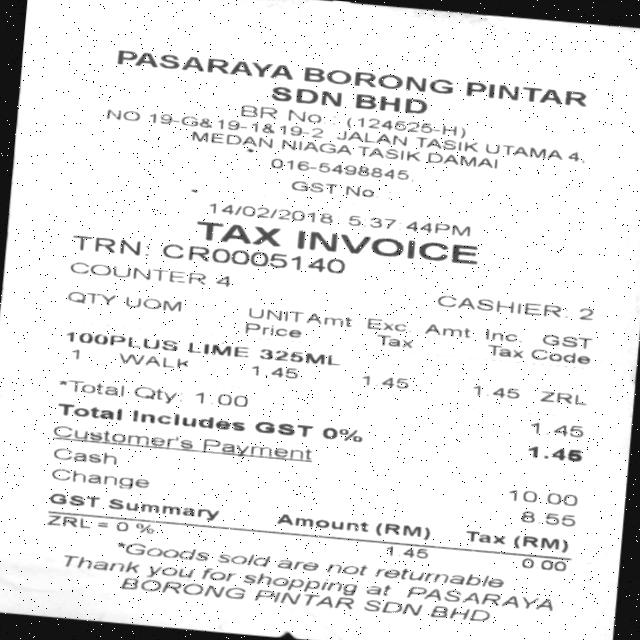 PASARAYA BORONG PINTAR
SDN BHD
BR No : (124525-H)
NO 19-G&19-1&19-2 JALAN TASIK UTAMA 4,
MEDAN NIAGA TASIK DAMAI
016-5498845
GST No
14/02/2018 5:37:44PM
TAX INVOICE
TRN: CR0005140
COUNTER 4 CASHIER: 2
QTY UOM UNIT Price Amt Exc. Tax Amt Inc. Tax GST Code
100PLUS LIME 325ML
1 WALK 1.45 1.45 1.45 ZRL
*Total Qty: 1.00 1.45
Total Includes GST 0% 1.45
Customer's Payment
Cash 10.00
Change 8.55
GST Summary Amount (RM) Tax (RM)
ZRL = 0 % 1.45 0.00
*Goods sold are not returnable
Thank you for shopping at PASARAYA
BORONG PINTAR SDN BHD